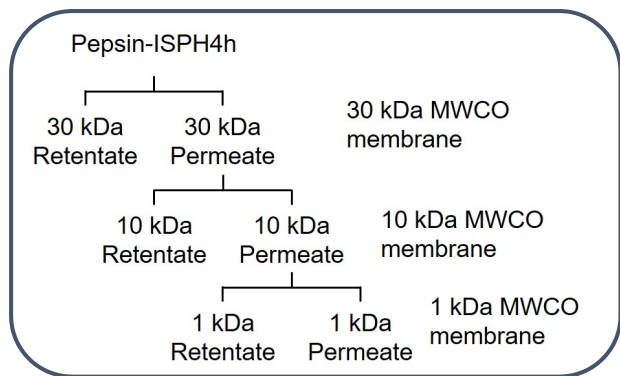 Pepsin-ISPH4h
30 kDa
Retentate
30 kDa
Permeate
30 kDa MWCO
membrane
10 kDa
Retentate
10 kDa
Permeate
10 kDa MWCO
membrane
1 kDa
Retentate
1 kDa
Permeate
1 kDa MWCO
membrane